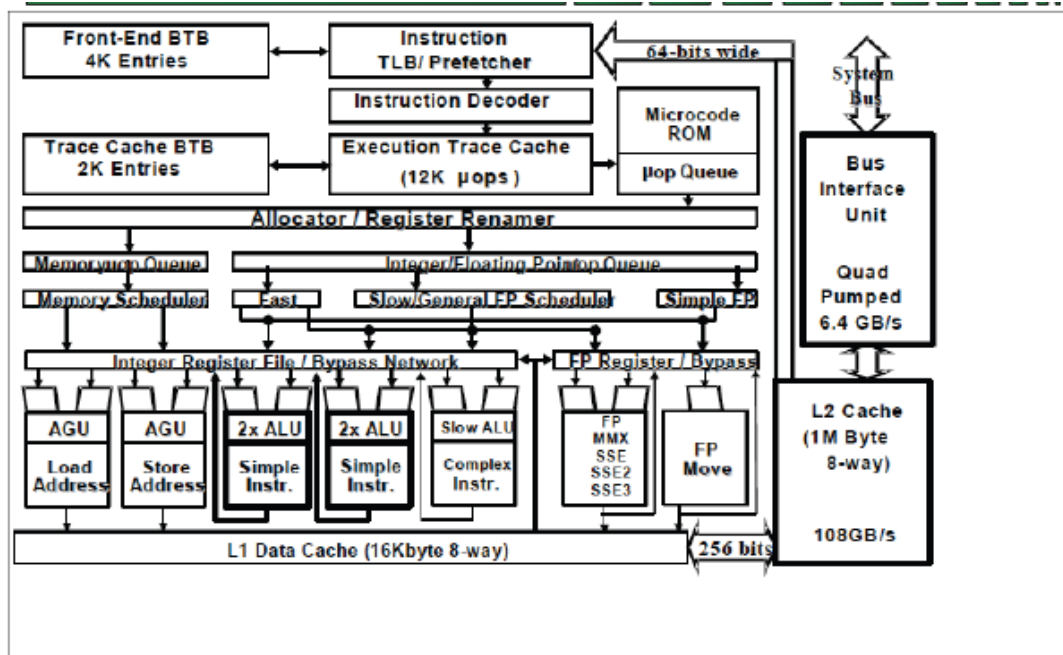 Front-End BTB
4K Entries
Instruction
TLB/ Prefetcher
64-bits wide
System
Bus
Instruction Decoder
Microcode
ROM
µop Queue
Trace Cache BTB
2K Entries
Execution Trace Cache
(12K µops)
Bus
Interface
Unit
Quad
Pumped
6.4 GB/s
Allocator / Register Renamer
Memory uop Queue
Integer/Floating Point uop Queue
Memory Scheduler
Fast
Slow/General FP Scheduler
Simple FP
Integer Register File / Bypass Network
FP Register / Bypass
AGU
Load
Address
AGU
Store
Address
2x ALU
Simple
Instr.
2x ALU
Simple
Instr.
Slow ALU
Complex
Instr.
FP
MMX
SSE
SSE2
SSE3
FP
Move
L2 Cache
(1M Byte
8-way)
108GB/s
L1 Data Cache (16Kbyte 8-way)
256 bits